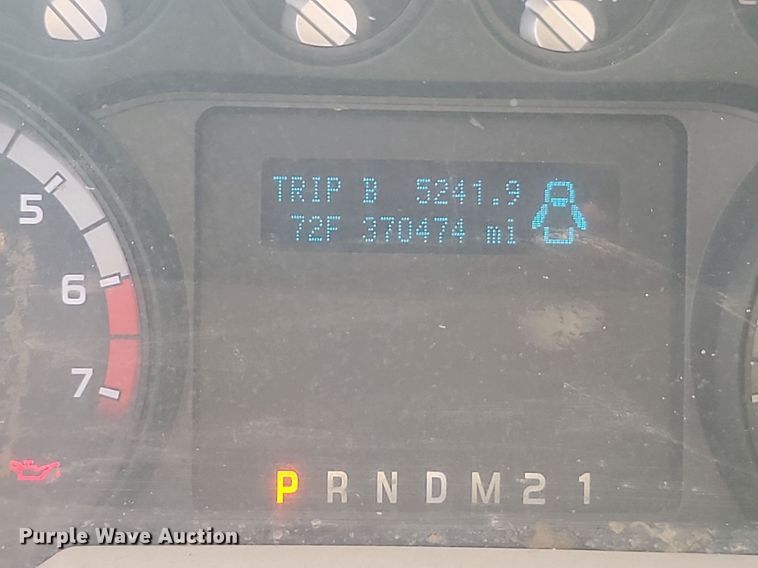 TRIP B 5241.9
72F 370474 mi
5
6
7
P R N D M 2 1
Purple Wave Auction